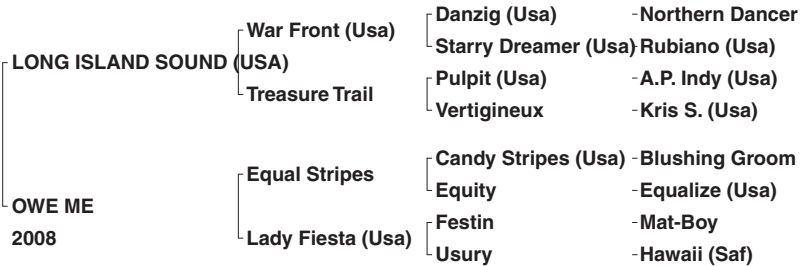 Danzig (Usa) Northern Dancer
War Front (Usa)
Starry Dreamer (Usa) Rubiano (Usa)
LONG ISLAND SOUND (USA)
Pulpit (Usa) A.P. Indy (Usa)
Treasure Trail
Vertigineux Kris S. (Usa)
Candy Stripes (Usa) Blushing Groom
Equal Stripes
Equity Equalize (Usa)
OWE ME
Festin Mat-Boy
2008 Lady Fiesta (Usa)
Usury Hawaii (Saf)